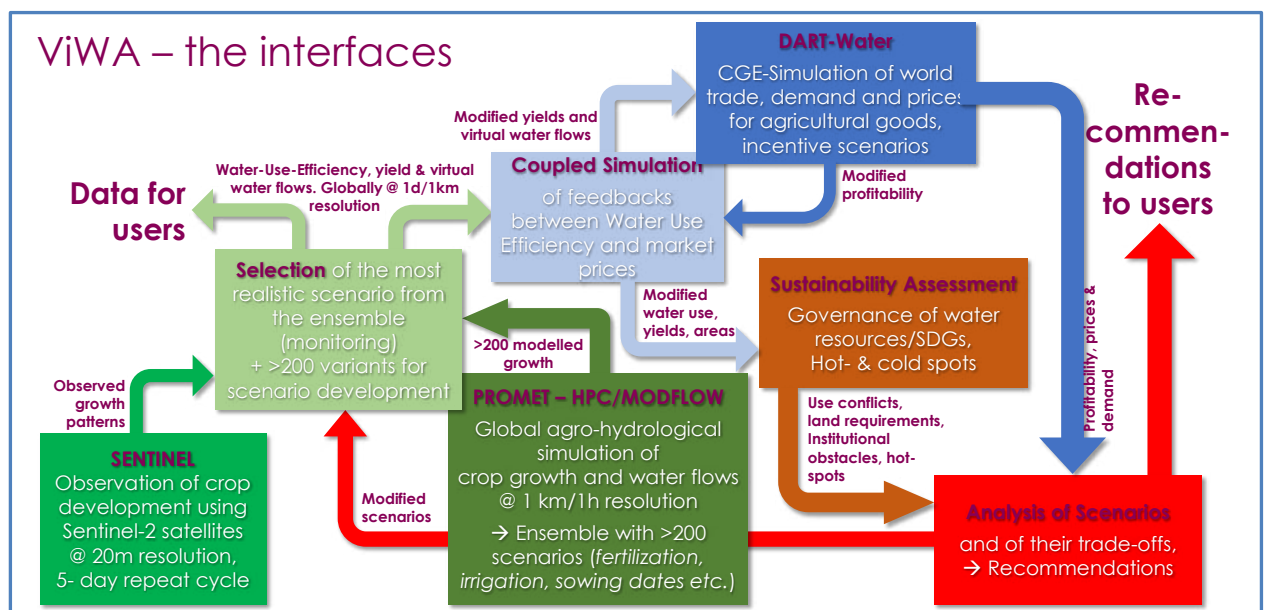 ViWA – the interfaces
DART-Water
CGE-Simulation of world
trade, demand and prices
for agricultural goods,
incentive scenarios
Re-
commen-
dations
to users
Modified yields and
virtual water flows
Water-Use-Efficiency, yield & virtual
water flows. Globally @ 1d/1km
resolution
Data for
users
Coupled Simulation
of feedbacks
between Water Use
Efficiency and market
prices
Modified
profitability
Selection of the most
realistic scenario from
the ensemble
(monitoring)
+ >200 variants for
scenario development
Modified
water use,
yields, areas
Sustainability Assessment
Governance of water
resources/SDGs,
Hot- & cold spots
Profitability, prices &
demand
>200 modelled
growth
Observed
growth
patterns
PROMET – HPC/MODFLOW
Global agro-hydrological
simulation of
crop growth and water flows
@ 1 km/1h resolution
→ Ensemble with >200
scenarios (fertilization,
irrigation, sowing dates etc.)
Use conflicts,
land requirements,
Institutional
obstacles, hot-
spots
SENTINEL
Observation of crop
development using
Sentinel-2 satellites
@ 20m resolution,
5- day repeat cycle
Modified
scenarios
Analysis of Scenarios
and of their trade-offs,
→ Recommendations